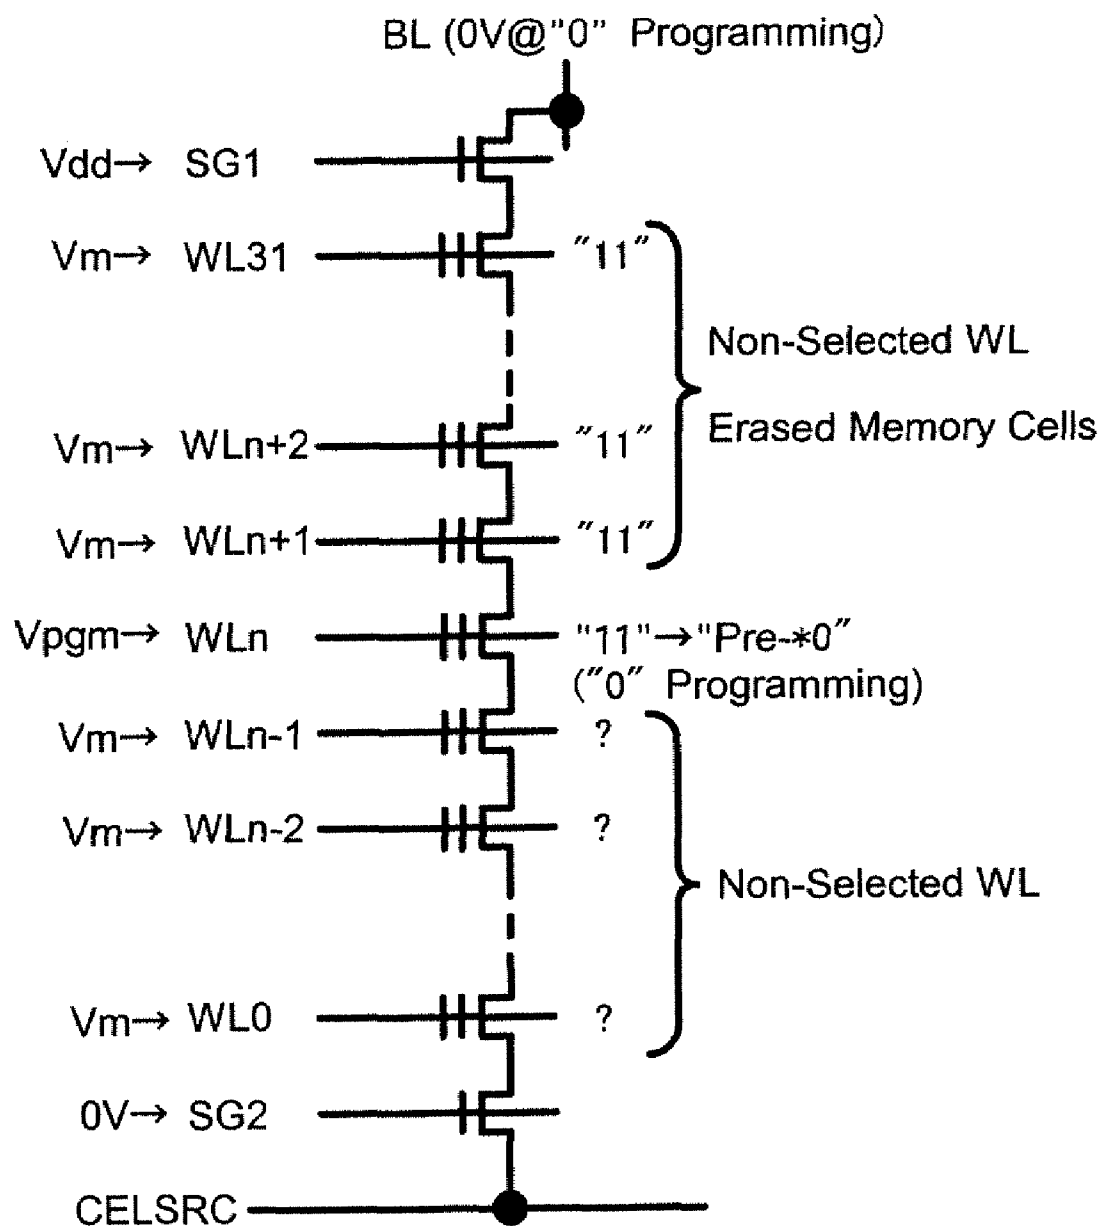 BL (0V@"0" Programming)
Vdd→ SG1
Vm→ WL31 "11"
Non-Selected WL
Erased Memory Cells
Vm→ WLn+2 "11"
Vm→ WLn+1 "11"
Vpgm→ WLn "11"→"Pre-*0"
("0" Programming)
Vm→ WLn-1 ?
Vm→ WLn-2 ?
Non-Selected WL
Vm→ WL0 ?
0V→ SG2
CELSRC